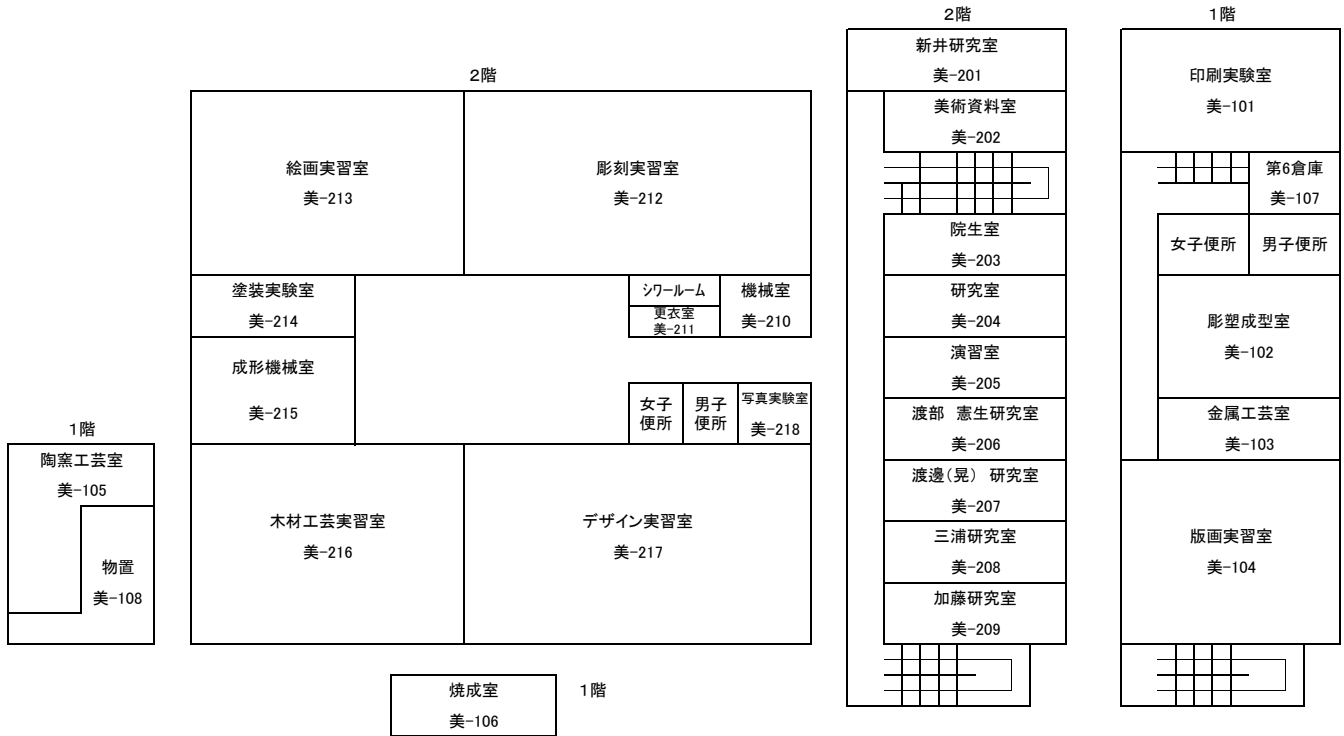 2階
1階
新井研究室
美-201
印刷実験室
美-101
2階
美術資料室
美-202
絵画実習室
美-213
彫刻実習室
美-212
第6倉庫
美-107
院生室
美-203
女子便所
男子便所
塗装実験室
美-214
シワールーム
更衣室
美-211
機械室
美-210
研究室
美-204
彫塑成型室
美-102
成形機械室
美-215
演習室
美-205
女子
便所
男子
便所
写真実験室
美-218
渡部 憲生研究室
美-206
金属工芸室
美-103
1階
陶窯工芸室
美-105
物置
美-108
木材工芸実習室
美-216
デザイン実習室
美-217
渡邊(晃) 研究室
美-207
三浦研究室
美-208
加藤研究室
美-209
版画実習室
美-104
焼成室
美-106
1階